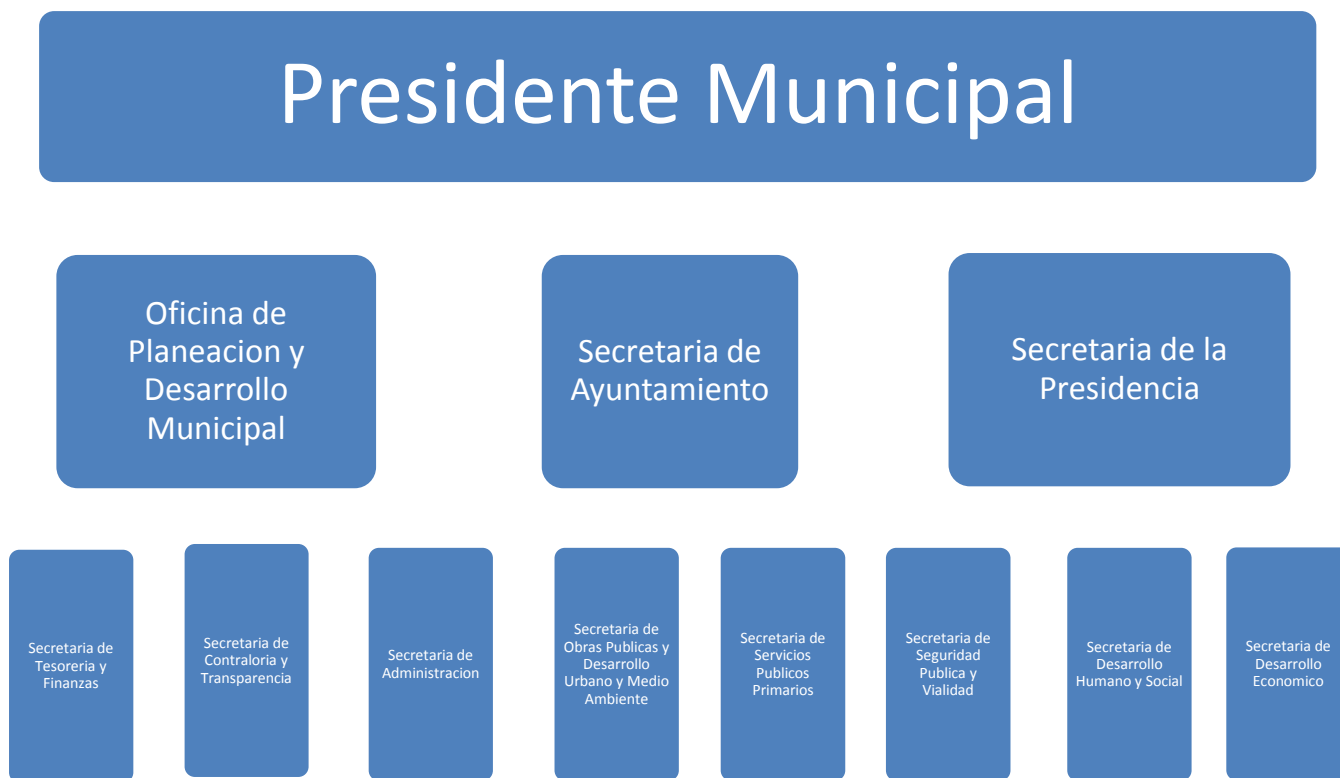 Presidente Municipal
Oficina de
Planeacion y
Desarrollo
Municipal
Secretaria de
Ayuntamiento
Secretaria de la
Presidencia
Secretaria de
Tesoreria y
Finanzas
Secretaria de
Contraloria y
Transparencia
Secretaria de
Administracion
Secretaria de
Obras Publicas y
Desarrollo
Urbano y Medio
Ambiente
Secretaria de
Servicios
Publicos
Primarios
Secretaria de
Seguridad
Publica y
Vialidad
Secretaria de
Desarrollo
Humano y Social
Secretaria de
Desarrollo
Economico